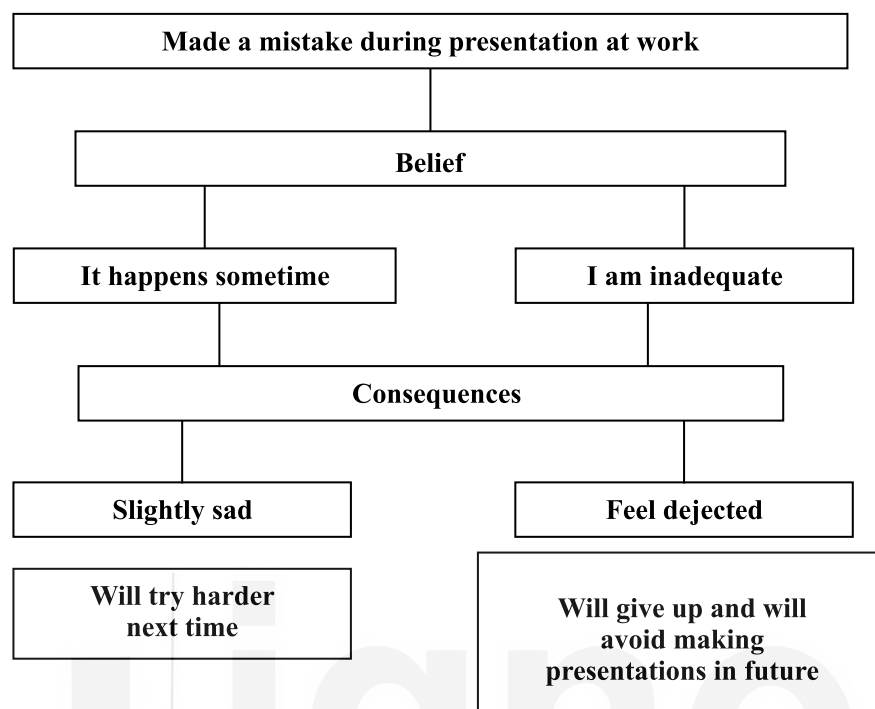 Made a mistake during presentation at work
Belief
It happens sometime
I am inadequate
Consequences
Slightly sad
Feel dejected
Will try harder
next time
Will give up and will
avoid making
presentations in future